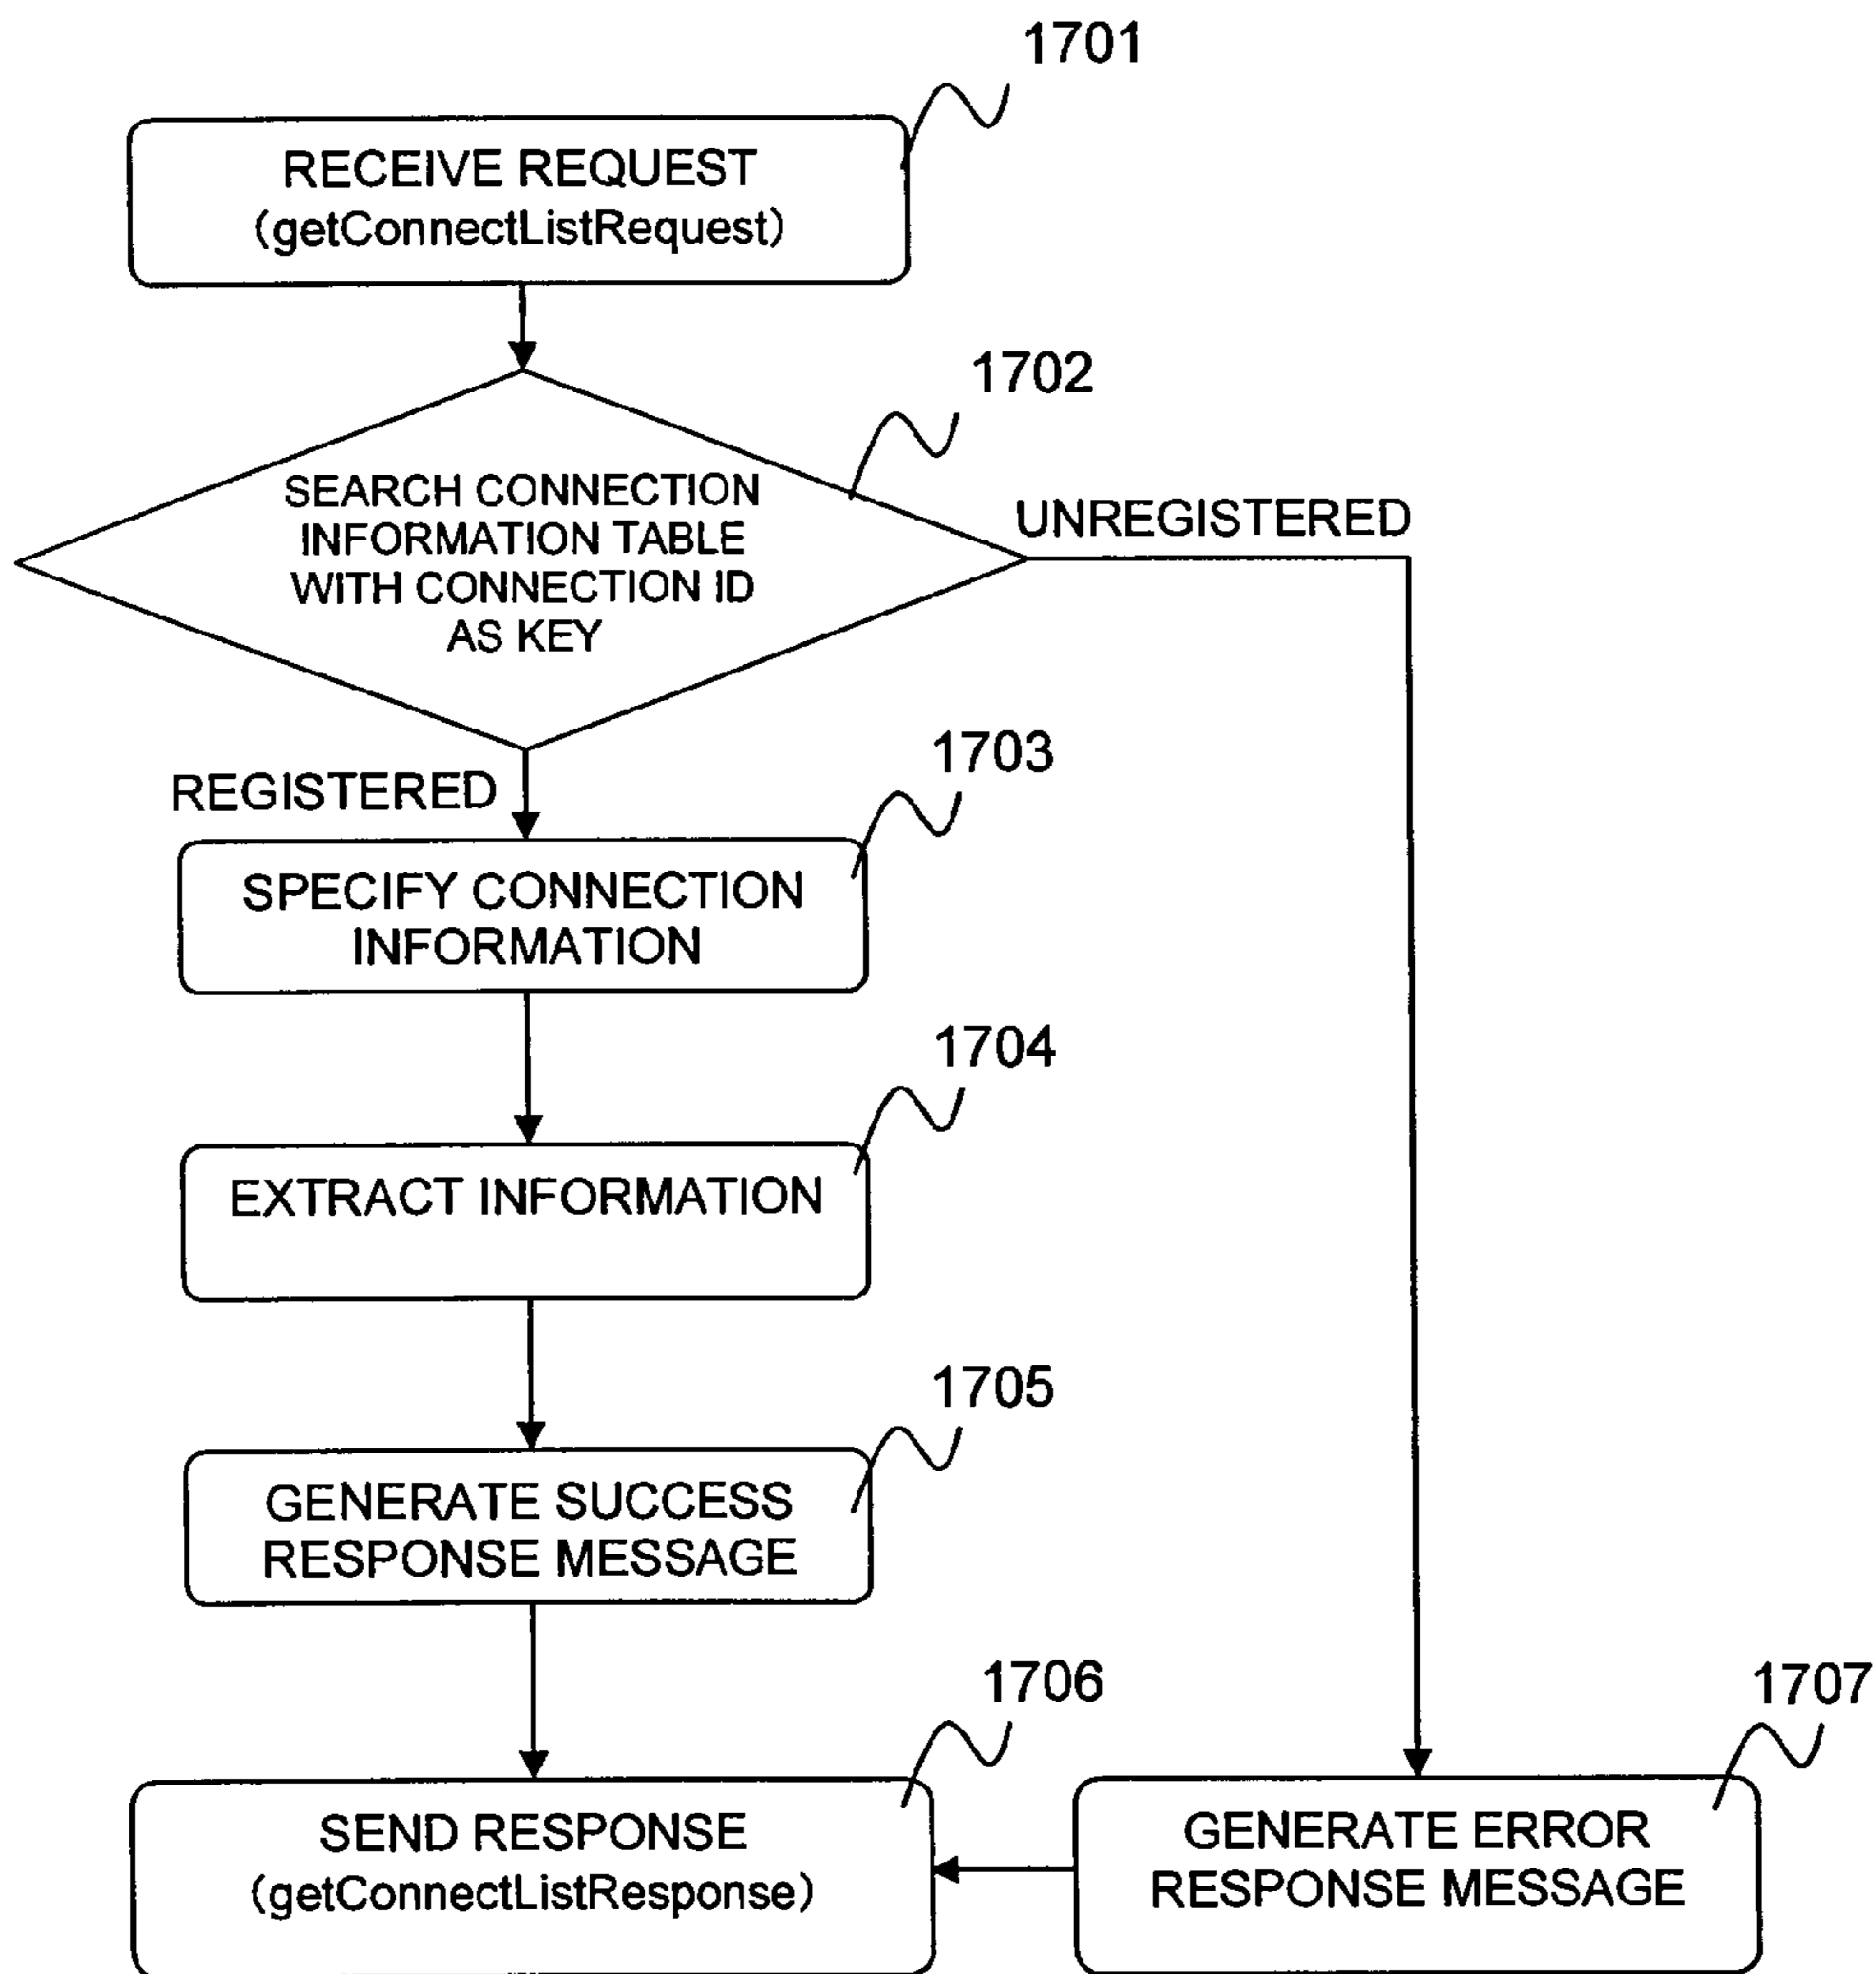 1701
RECEIVE REQUEST
(getConnectListRequest)
1702
SEARCH CONNECTION
INFORMATION TABLE
WITH CONNECTION ID
AS KEY
UNREGISTERED
REGISTERED
1703
SPECIFY CONNECTION
INFORMATION
1704
EXTRACT INFORMATION
1705
GENERATE SUCCESS
RESPONSE MESSAGE
1706
SEND RESPONSE
(getConnectListResponse)
1707
GENERATE ERROR
RESPONSE MESSAGE